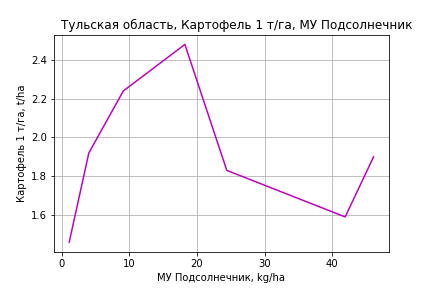 Тульская область, Картофель 1 т/га, МУ Подсолнечник
Картофель 1 т/га, t/ha
2.4
2.2
2.0
1.8
1.6
0 10 20 30 40
МУ Подсолнечник, kg/ha